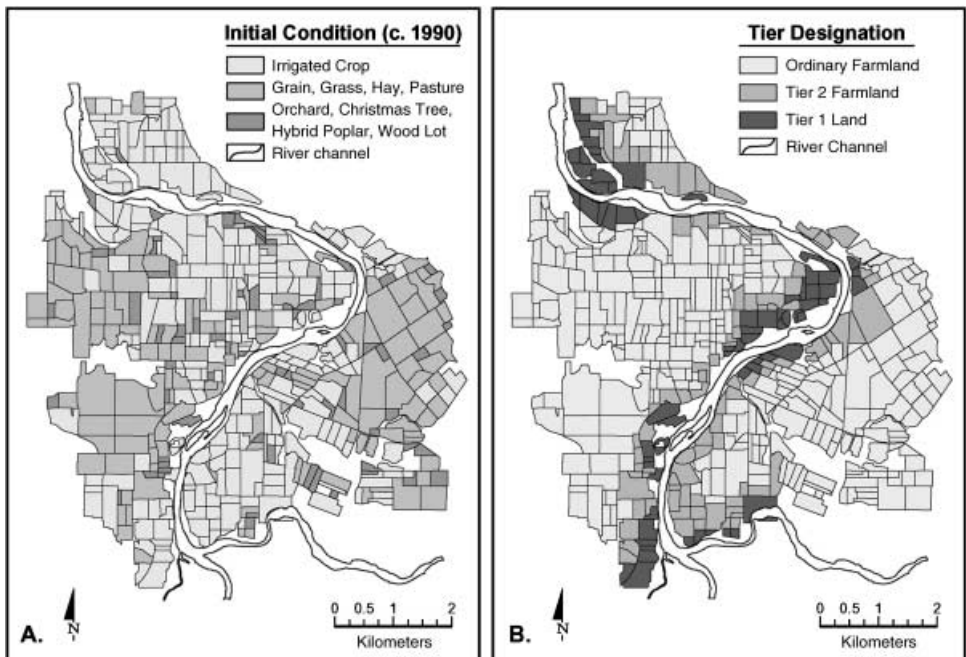 Initial Condition (c. 1990)
Irrigated Crop
Grain, Grass, Hay, Pasture
Orchard, Christmas Tree,
Hybrid Poplar, Wood Lot
River channel
N
A.
0 0.5 1 2
Kilometers
Tier Designation
Ordinary Farmland
Tier 2 Farmland
Tier 1 Land
River Channel
N
B.
0 0.5 1 2
Kilometers